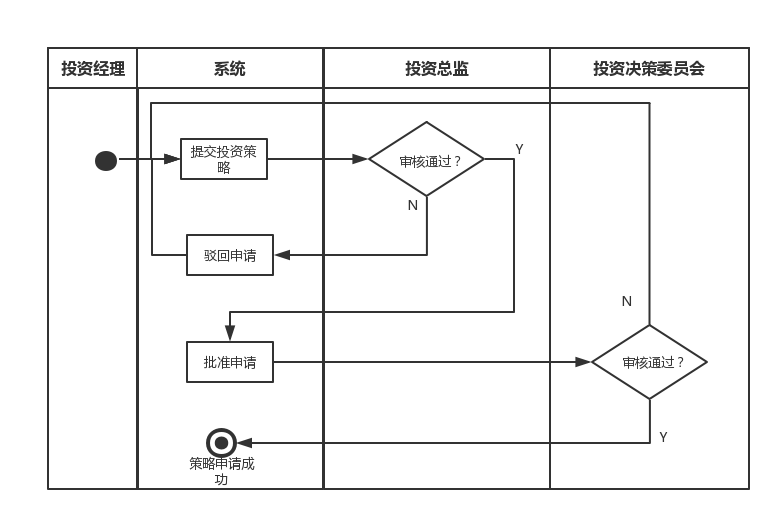 投资经理
系统
投资总监
投资决策委员会
提交投资策
略
审核通过？
Y
N
驳回申请
N
批准申请
审核通过？
Y
策略申请成
功